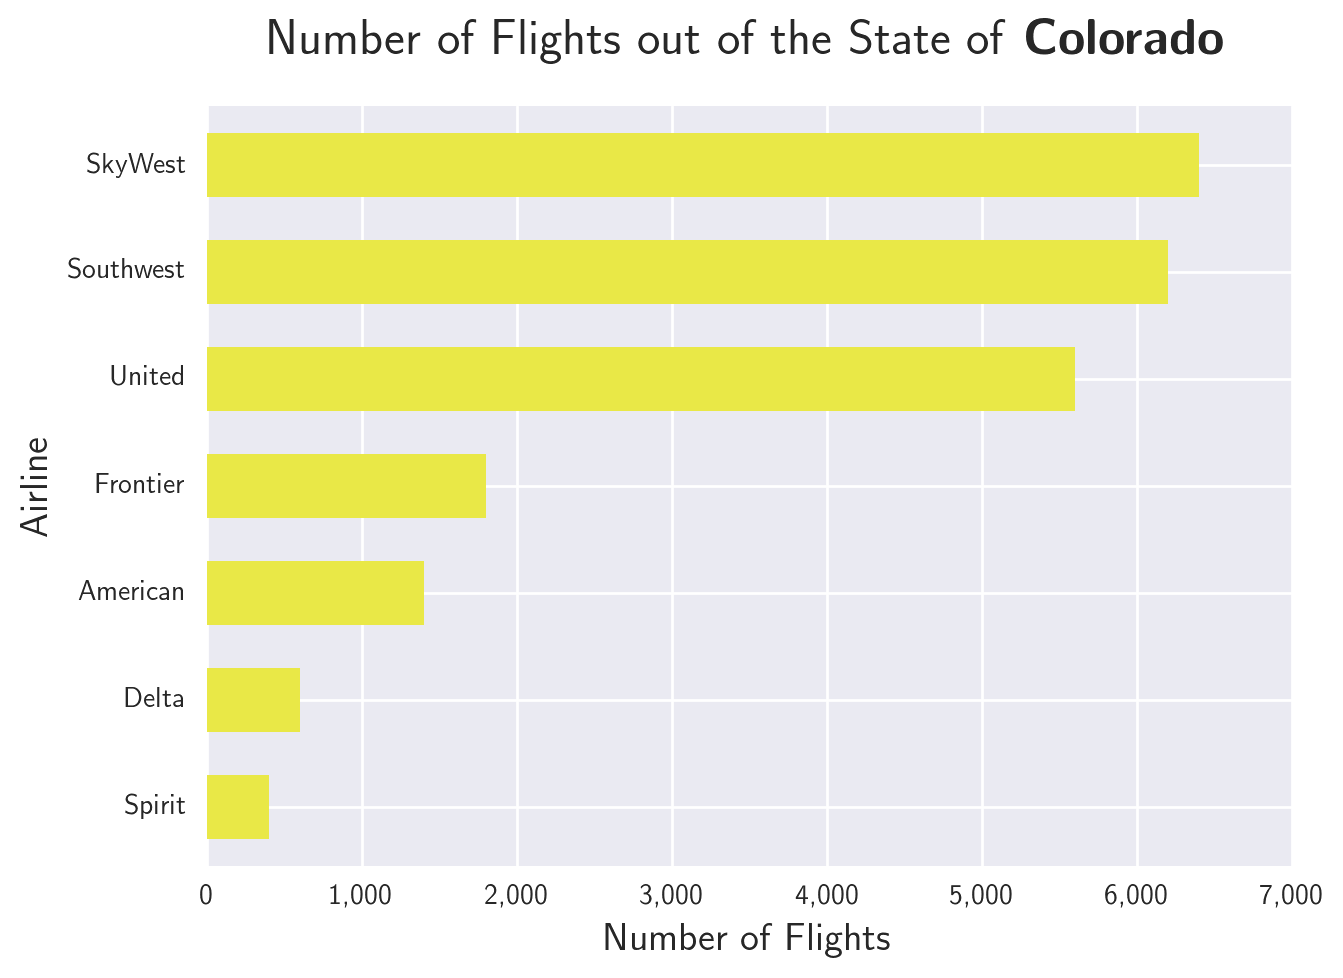 Number of Flights out of the State of Colorado
SkyWest
Southwest
United
Frontier
American
Delta
Spirit
Airline
0 1,000 2,000 3,000 4,000 5,000 6,000 7,000
Number of Flights